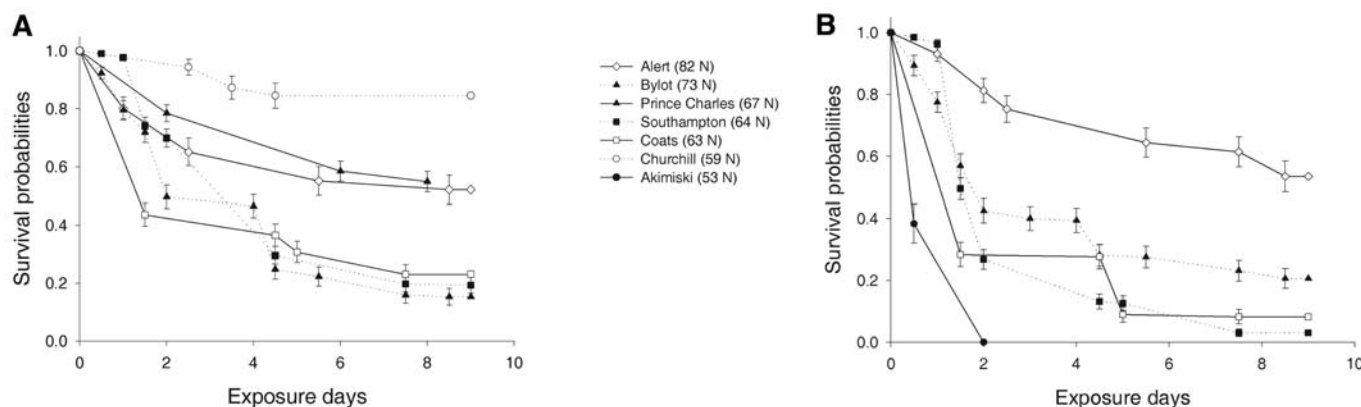 A
Survival probabilities
1.0
0.8
0.6
0.4
0.2
0.0
0 2 4 6 8 10
Exposure days
Alert (82 N)
Bylot (73 N)
Prince Charles (67 N)
Southampton (64 N)
Coats (63 N)
Churchill (59 N)
Akimiski (53 N)
B
Survival probabilities
1.0
0.8
0.6
0.4
0.2
0.0
0 2 4 6 8 10
Exposure days